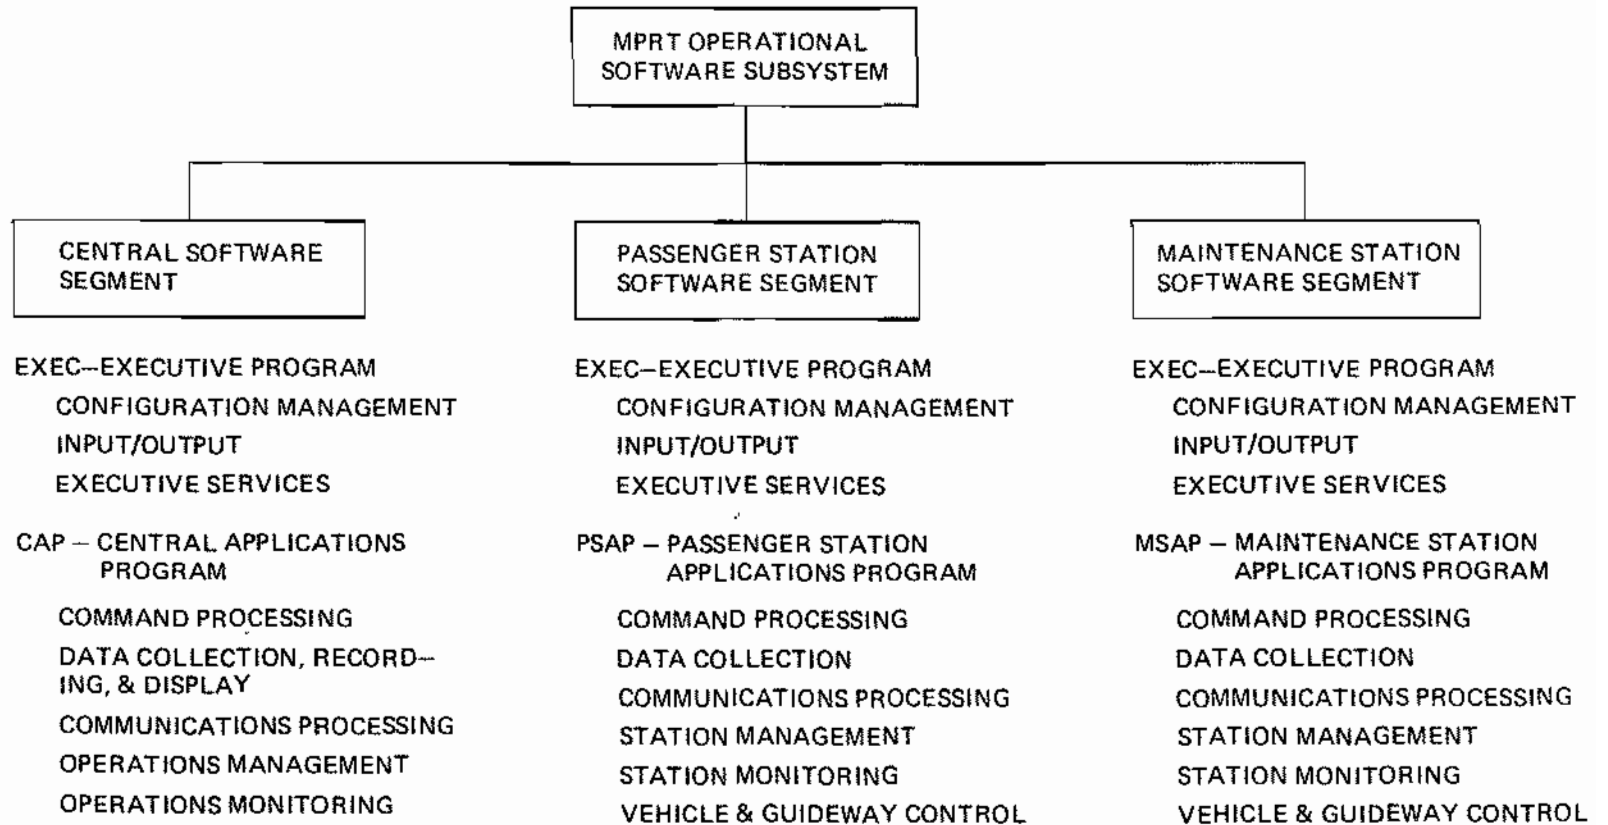 MPRT OPERATIONAL
SOFTWARE SUBSYSTEM
CENTRAL SOFTWARE
SEGMENT
EXEC—EXECUTIVE PROGRAM
CONFIGURATION MANAGEMENT
INPUT/OUTPUT
EXECUTIVE SERVICES
CAP — CENTRAL APPLICATIONS
PROGRAM
COMMAND PROCESSING
DATA COLLECTION, RECORD—
ING, & DISPLAY
COMMUNICATIONS PROCESSING
OPERATIONS MANAGEMENT
OPERATIONS MONITORING
PASSENGER STATION
SOFTWARE SEGMENT
EXEC—EXECUTIVE PROGRAM
CONFIGURATION MANAGEMENT
INPUT/OUTPUT
EXECUTIVE SERVICES
PSAP — PASSENGER STATION
APPLICATIONS PROGRAM
COMMAND PROCESSING
DATA COLLECTION
COMMUNICATIONS PROCESSING
STATION MANAGEMENT
STATION MONITORING
VEHICLE & GUIDEWAY CONTROL
MAINTENANCE STATION
SOFTWARE SEGMENT
EXEC—EXECUTIVE PROGRAM
CONFIGURATION MANAGEMENT
INPUT/OUTPUT
EXECUTIVE SERVICES
MSAP — MAINTENANCE STATION
APPLICATIONS PROGRAM
COMMAND PROCESSING
DATA COLLECTION
COMMUNICATIONS PROCESSING
STATION MANAGEMENT
STATION MONITORING
VEHICLE & GUIDEWAY CONTROL